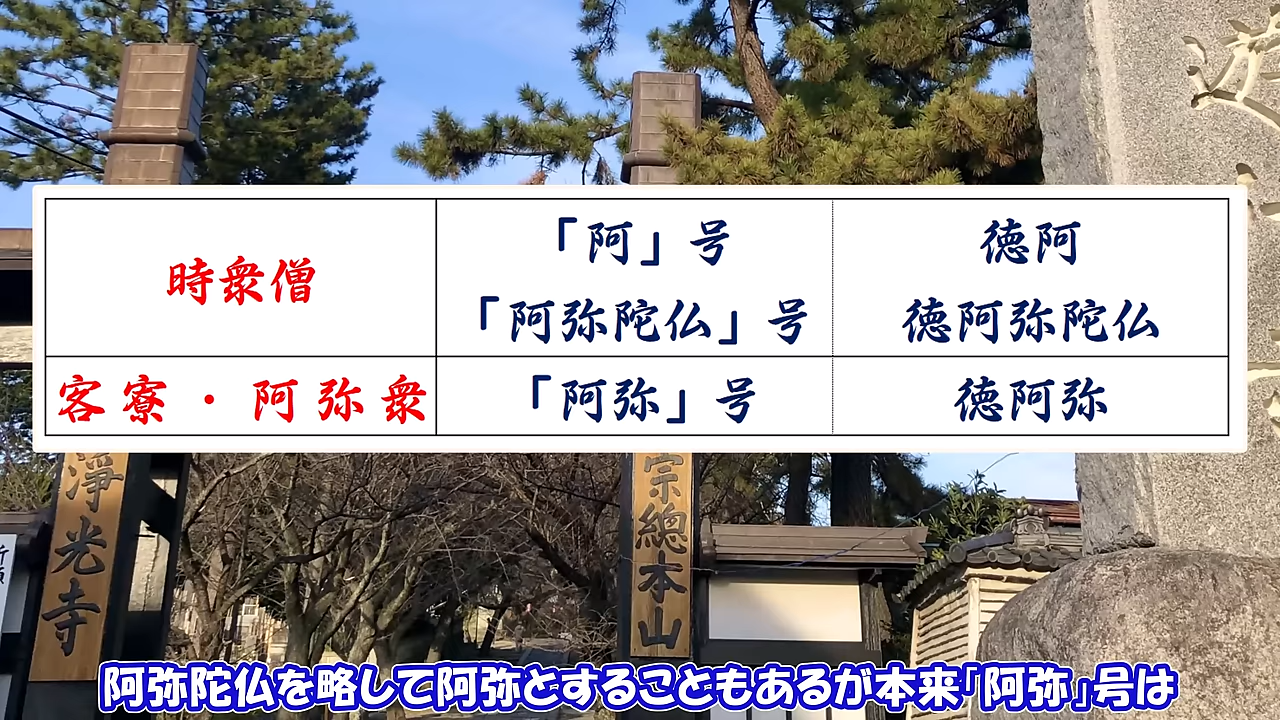 時衆僧
「阿」号
徳阿
「阿弥陀仏」号
徳阿弥陀仏
客寮・阿弥衆
「阿弥」号
徳阿弥
淨光寺
宗總本山
阿弥陀仏を略して阿弥とすることもあるが本来「阿弥」号は